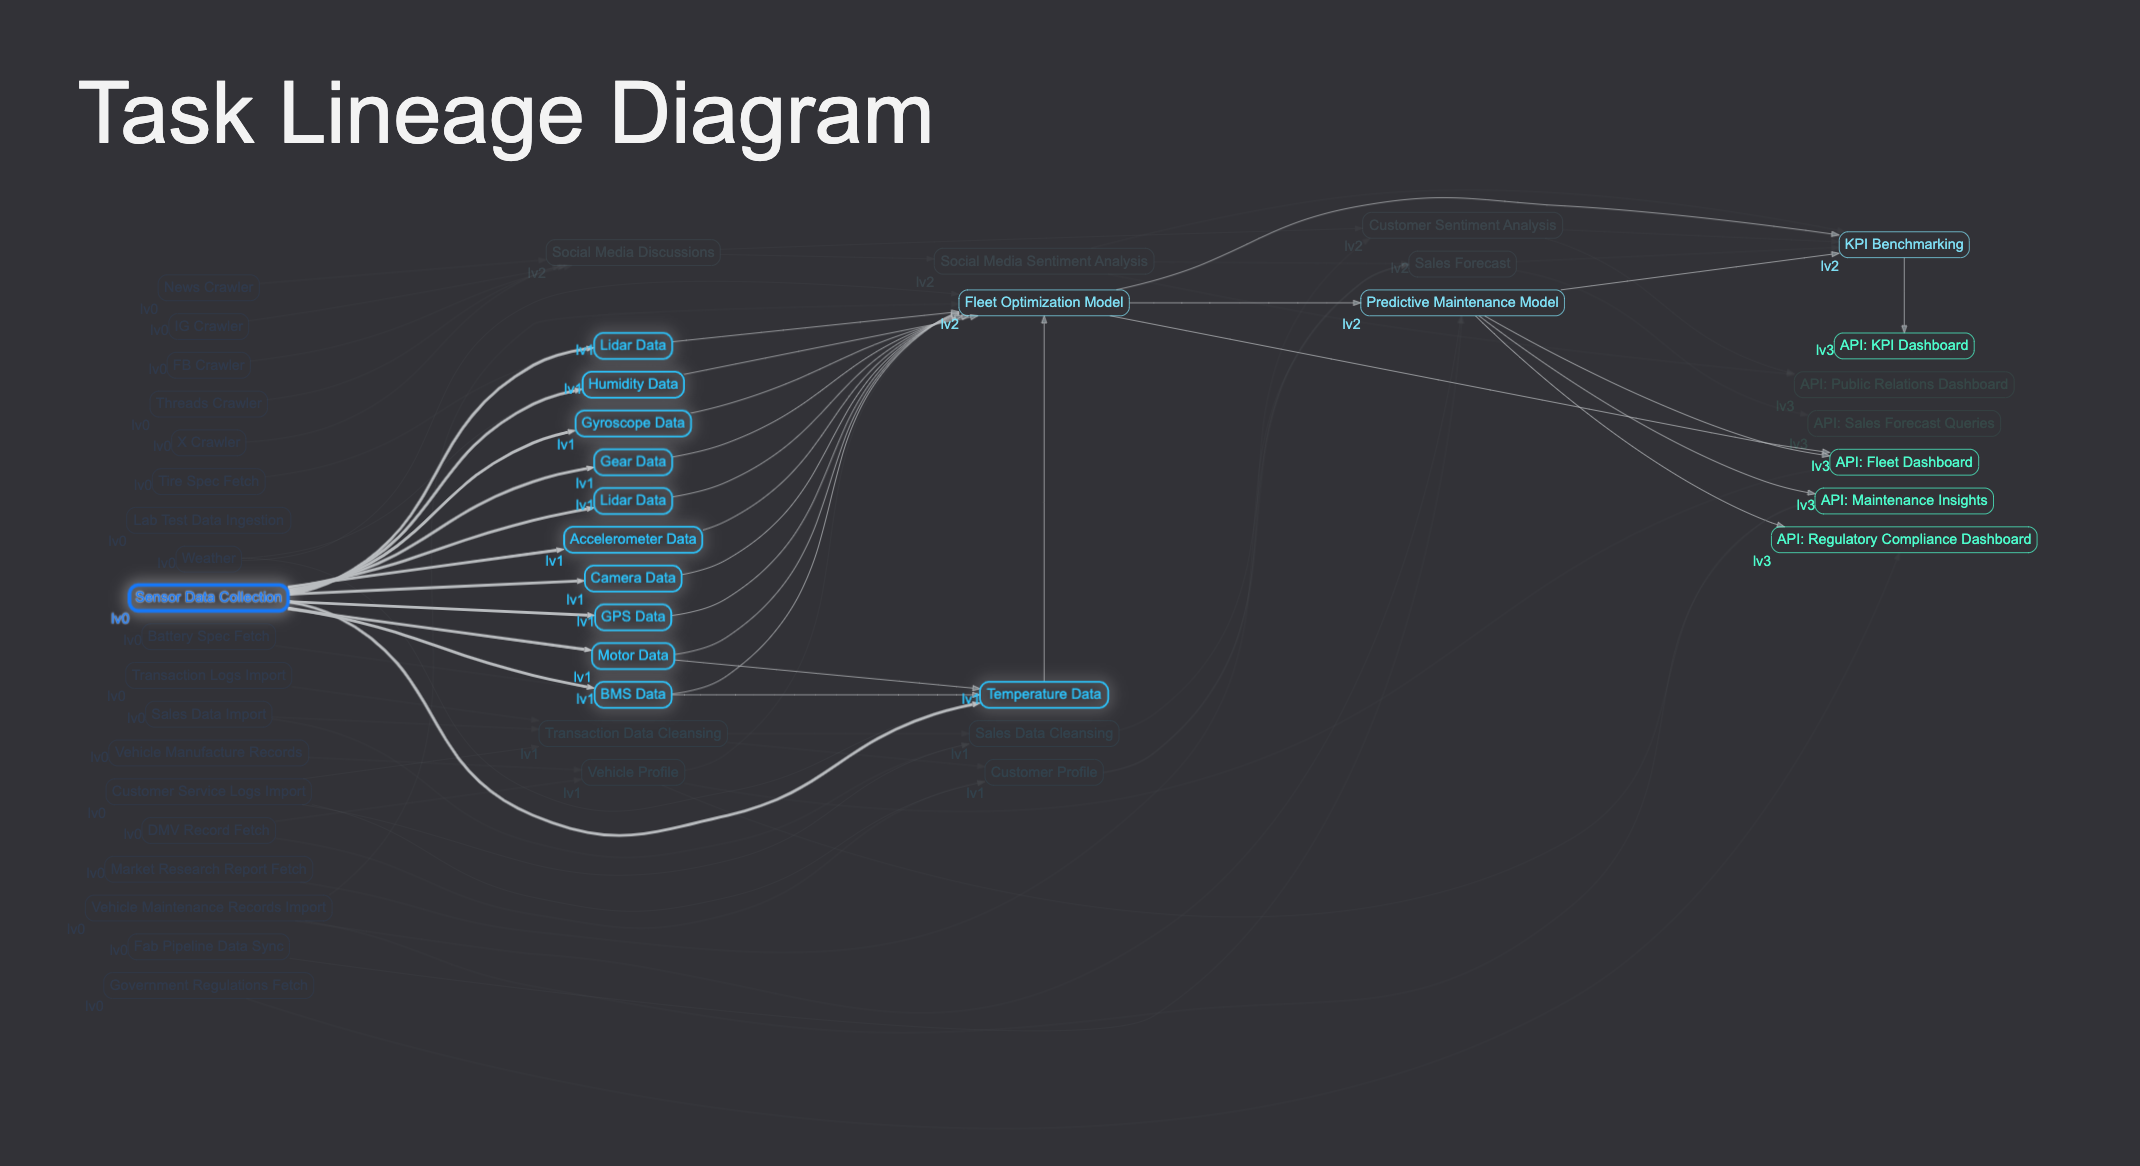 Task Lineage Diagram
News Crawler
lv0
IG Crawler
lv0
FB Crawler
lv0
Threads Crawler
lv0
X Crawler
lv0
Tire Spec Fetch
lv0
Lab Test Data Ingestion
lv0
Weather
lv0
Sensor Data Collection
lv0
Battery Spec Fetch
lv0
Transaction Logs Import
lv0
Sales Data Import
lv0
Vehicle Manufacture Records
lv0
Customer Service Logs Import
lv0
DMV Record Fetch
lv0
Market Research Report Fetch
lv0
Vehicle Maintenance Records Import
lv0
Fab Pipeline Data Sync
lv0
Government Regulations Fetch
lv0
Social Media Discussions
lv2
Lidar Data
lv1
Humidity Data
lv1
Gyroscope Data
lv1
Gear Data
lv1
Lidar Data
lv1
Accelerometer Data
lv1
Camera Data
lv1
GPS Data
lv1
Motor Data
lv1
BMS Data
lv1
Transaction Data Cleansing
lv1
Vehicle Profile
lv1
Social Media Sentiment Analysis
lv2
Fleet Optimization Model
lv2
Temperature Data
lv1
Sales Data Cleansing
lv1
Customer Profile
lv1
Customer Sentiment Analysis
lv2
Sales Forecast
lv2
Predictive Maintenance Model
lv2
KPI Benchmarking
lv2
API: KPI Dashboard
lv3
API: Public Relations Dashboard
lv3
API: Sales Forecast Queries
lv3
API: Fleet Dashboard
lv3
API: Maintenance Insights
lv3
API: Regulatory Compliance Dashboard
lv3